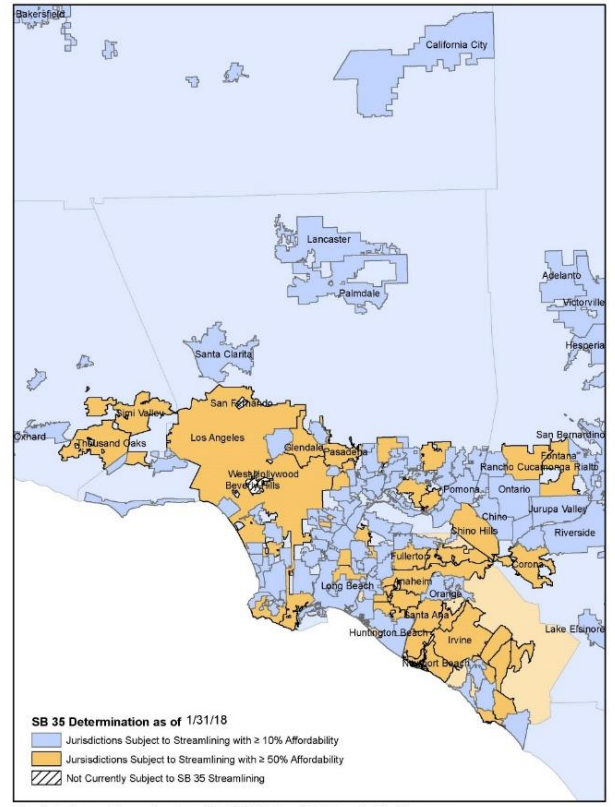 Bakersfield
California City
Lancaster
Palmdale
Adelanto
Victorville
Hesperia
Santa Clarita
San Fernando
Simi Valley
Oxnard
Thousand Oaks
Los Angeles
Glendale
Pasadena
San Bernardino
Fontana
Rancho Cucamonga
Rialto
West Hollywood
Beverly Hills
Pomona
Ontario
Jurupa Valley
Chino
Chino Hills
Riverside
Fullerton
Corona
Long Beach
Anaheim
Orange
Santa Ana
Huntington Beach
Irvine
Lake Elsinore
Newport Beach
SB 35 Determination as of 1/31/18
Jurisdictions Subject to Streamlining with ≥ 10% Affordability
Jursidictions Subject to Streamlining with ≥ 50% Affordability
Not Currently Subject to SB 35 Streamlining